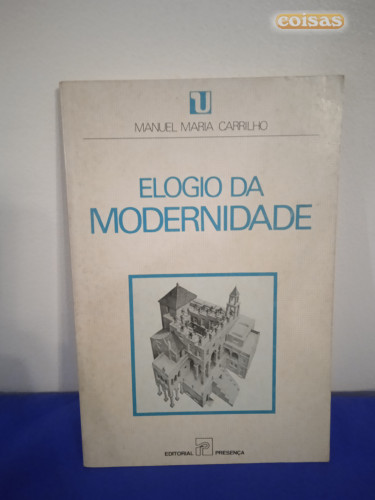 coisas
U
MANUEL MARIA CARRILHO
ELOGIO DA
MODERNIDADE
EDITORIAL PRESENÇA